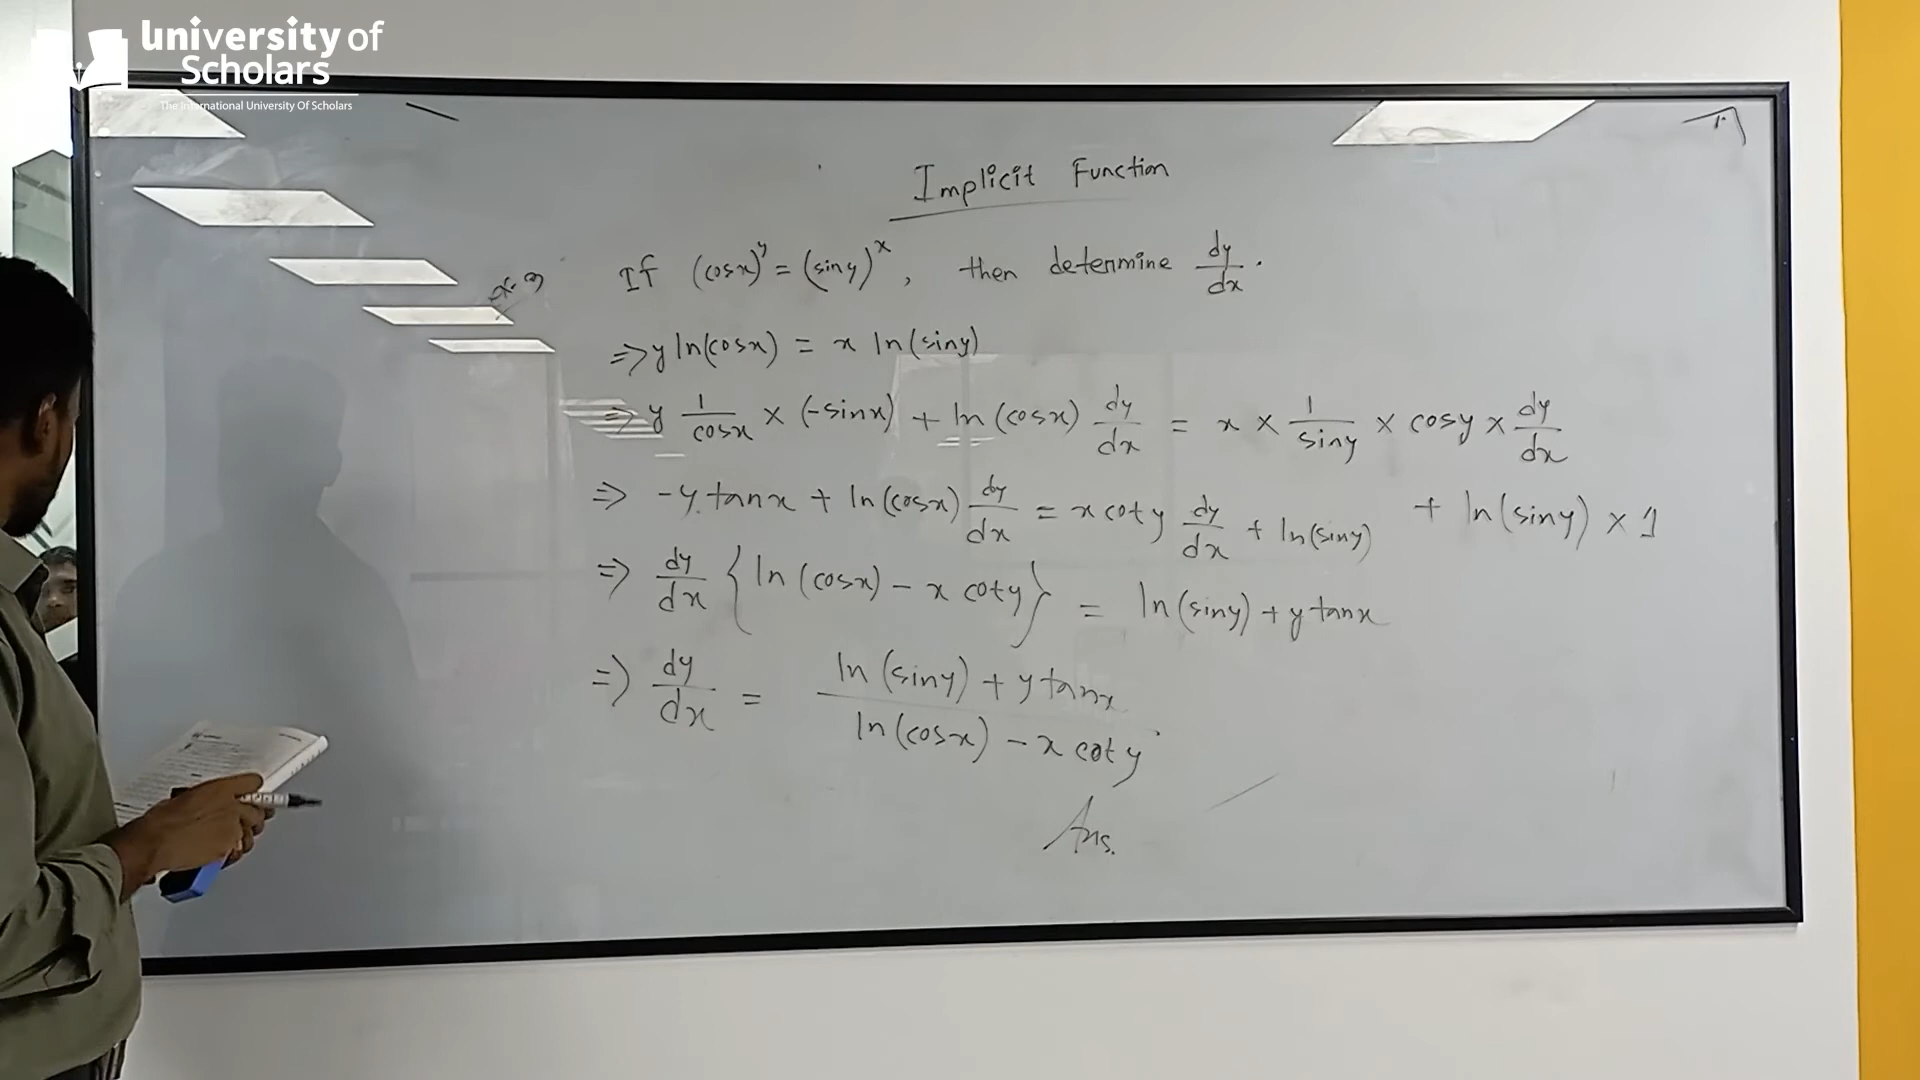 University of
Scholars
The International University Of Scholars
Implicit Function
If (cosx)^y = (siny)^x, then determine dy/dx.
=> y ln(cosx) = x ln(siny)
=> y 1/cosx × (-sinx) + ln(cosx) dy/dx = x × 1/siny × cosy × dy/dx
+ ln(siny) × 1
=> -y.tanx + ln(cosx) dy/dx = x coty dy/dx + ln(siny)
=> dy/dx {ln(cosx) - x coty} = ln(siny) + y tanx
=> dy/dx = ln(siny) + y tanx / ln(cosx) - x coty
Ans.